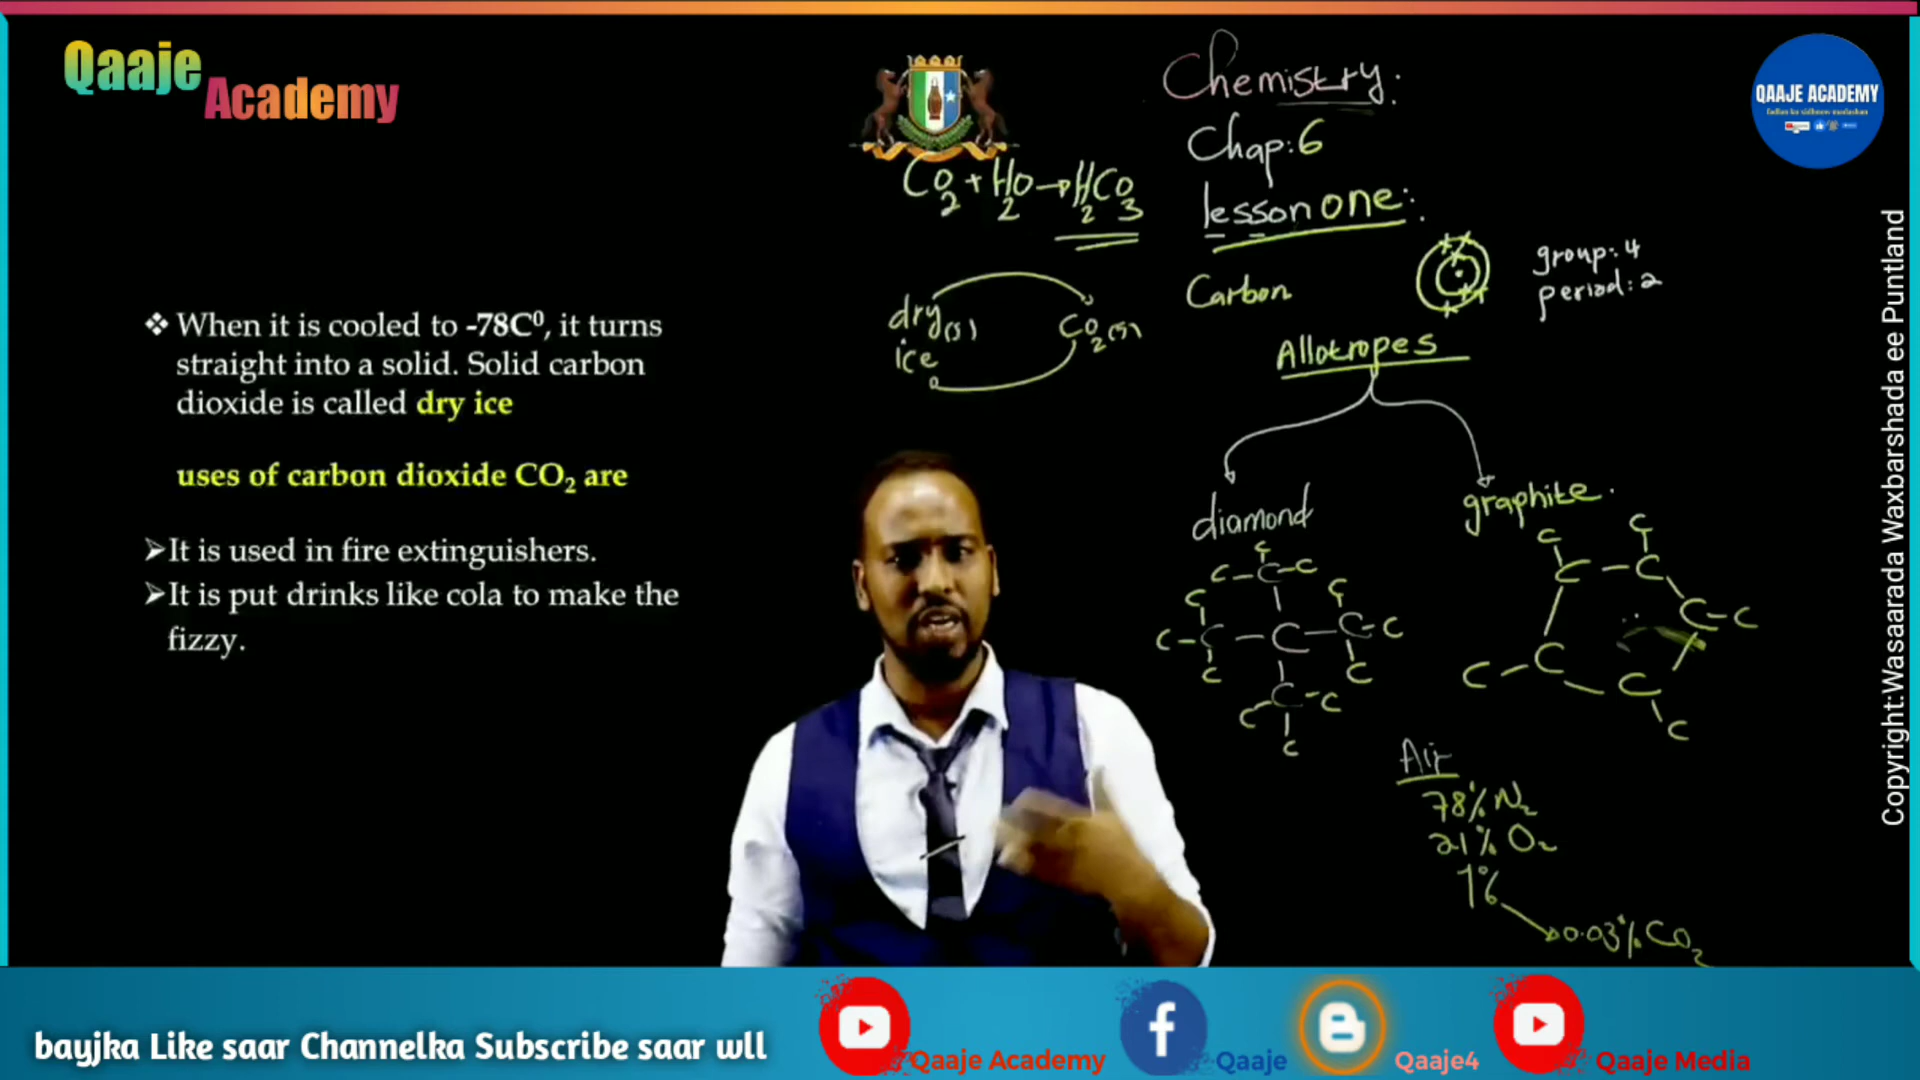 Qaaje
Academy
❖ When it is cooled to -78C⁰, it turns
straight into a solid. Solid carbon
dioxide is called dry ice
uses of carbon dioxide CO₂ are
➤It is used in fire extinguishers.
➤It is put drinks like cola to make the
fizzy.
CO₂ + H₂O → H₂CO₃
dry(s)
ice
CO₂(g)
Chemistry:
Chap:6
lesson one:
Carbon
group:4
period:2
Allotropes
diamond
C
C-C-C
C C
C-C-C-C-C
C C
C-C-C
C
graphite.
C C
C-C
C-C
C-C
C
C
Air
78% N₂
21% O₂
1%
0.03% CO₂
QAAJE ACADEMY
Copyright:Wasaarada Waxbarshada ee Puntland
bayjka Like saar Channelka Subscribe saar wll
Qaaje Academy
Qaaje
Qaaje4
Qaaje Media